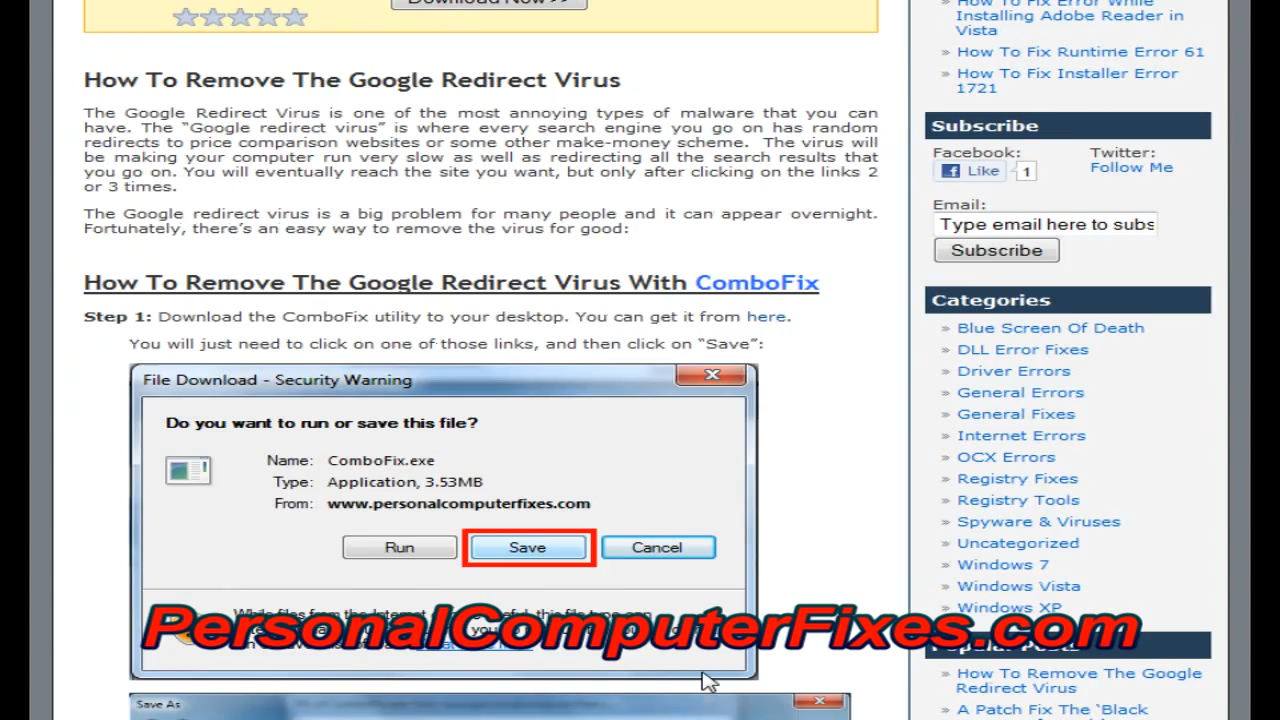 Download Now >>
How To Remove The Google Redirect Virus
The Google Redirect Virus is one of the most annoying types of malware that you can
have. The “Google redirect virus” is where every search engine you go on has random
redirects to price comparison websites or some other make-money scheme. The virus will
be making your computer run very slow as well as redirecting all the search results that
you go on. You will eventually reach the site you want, but only after clicking on the links 2
or 3 times.
The Google redirect virus is a big problem for many people and it can appear overnight.
Fortuhately, there’s an easy way to remove the virus for good:
How To Remove The Google Redirect Virus With ComboFix
Step 1: Download the ComboFix utility to your desktop. You can get it from here.
You will just need to click on one of those links, and then click on “Save”:
File Download - Security Warning
Do you want to run or save this file?
Name: ComboFix.exe
Type: Application, 3.53MB
From: www.personalcomputerfixes.com
Run Save Cancel
While files from the Internet
this file type can
PersonalComputerFixes.com
Save As
How To Fix Error While
Installing Adobe Reader in
Vista
» How To Fix Runtime Error 61
» How To Fix Installer Error
1721
Subscribe
Facebook: Twitter:
Like 1 Follow Me
Email:
Type email here to subs
Subscribe
Categories
» Blue Screen Of Death
» DLL Error Fixes
» Driver Errors
» General Errors
» General Fixes
» Internet Errors
» OCX Errors
» Registry Fixes
» Registry Tools
» Spyware & Viruses
» Uncategorized
» Windows 7
» Windows Vista
» Windows XP
Popular Posts
» How To Remove The Google
Redirect Virus
» A Patch Fix The ‘Black